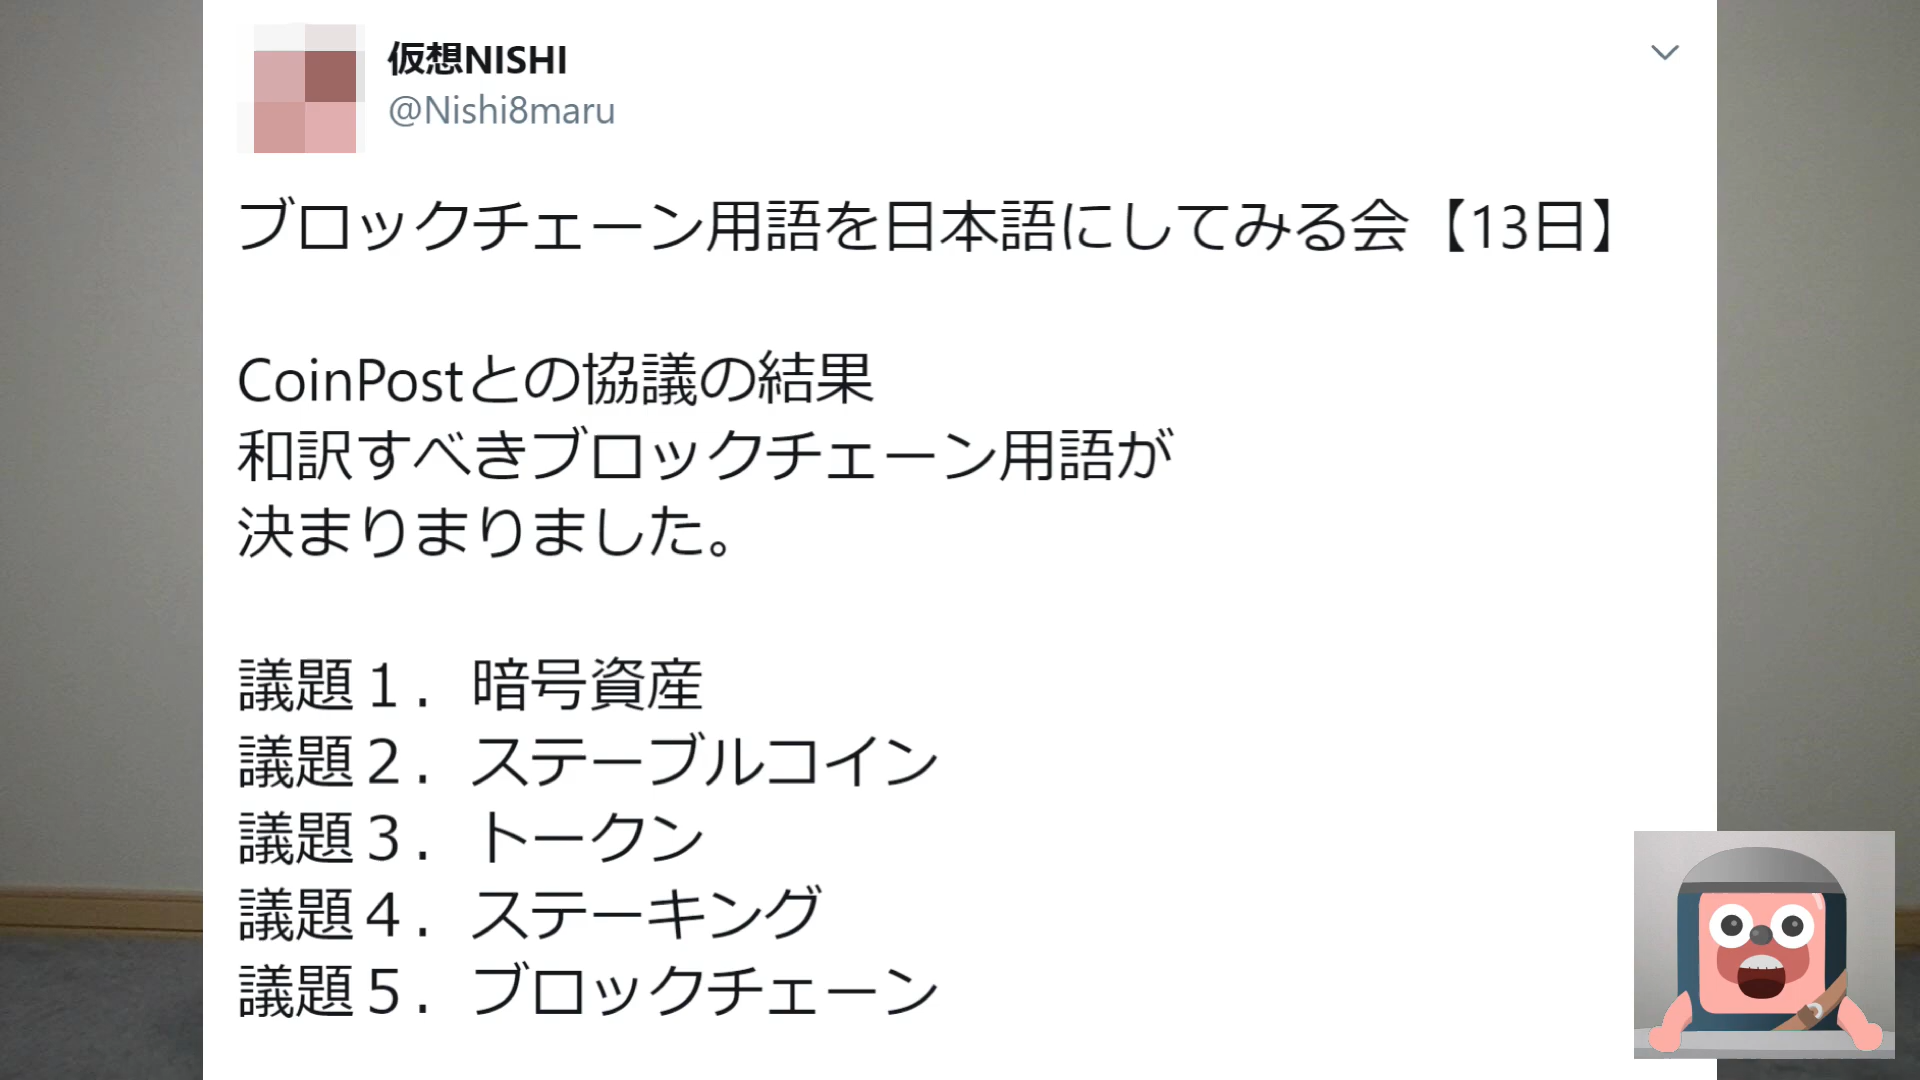 仮想NISHI
@Nishi8maru
ブロックチェーン用語を日本語にしてみる会【13日】
CoinPostとの協議の結果
和訳すべきブロックチェーン用語が
決まりまりました。
議題１．暗号資産
議題２．ステーブルコイン
議題３．トークン
議題４．ステーキング
議題５．ブロックチェーン